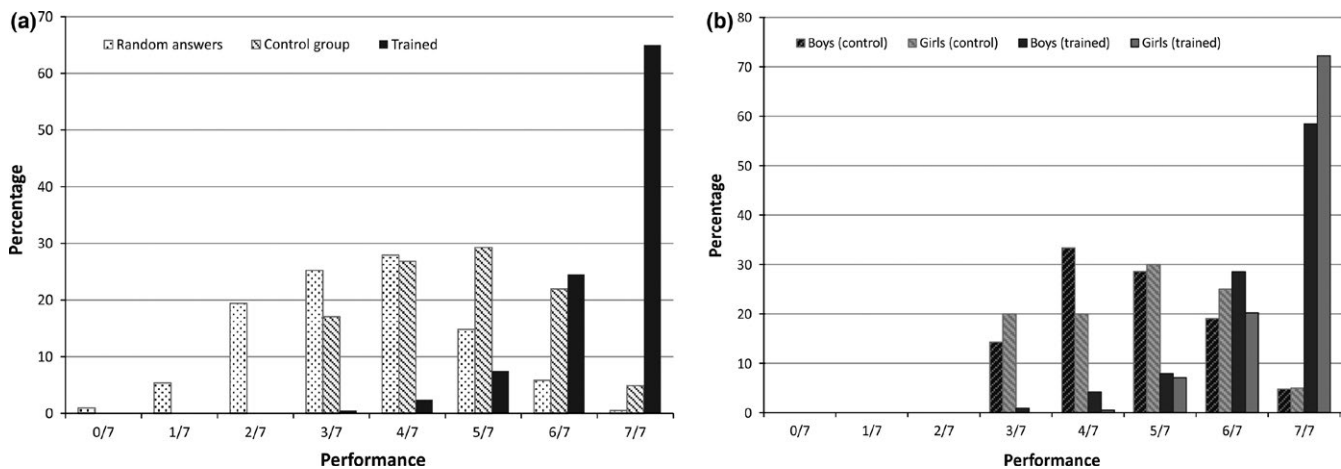 (a)
70
60
50
40
30
20
10
0
Percentage
Random answers Control group Trained
0/7 1/7 2/7 3/7 4/7 5/7 6/7 7/7
Performance
(b)
80
70
60
50
40
30
20
10
0
Percentage
Boys (control) Girls (control) Boys (trained) Girls (trained)
0/7 1/7 2/7 3/7 4/7 5/7 6/7 7/7
Performance